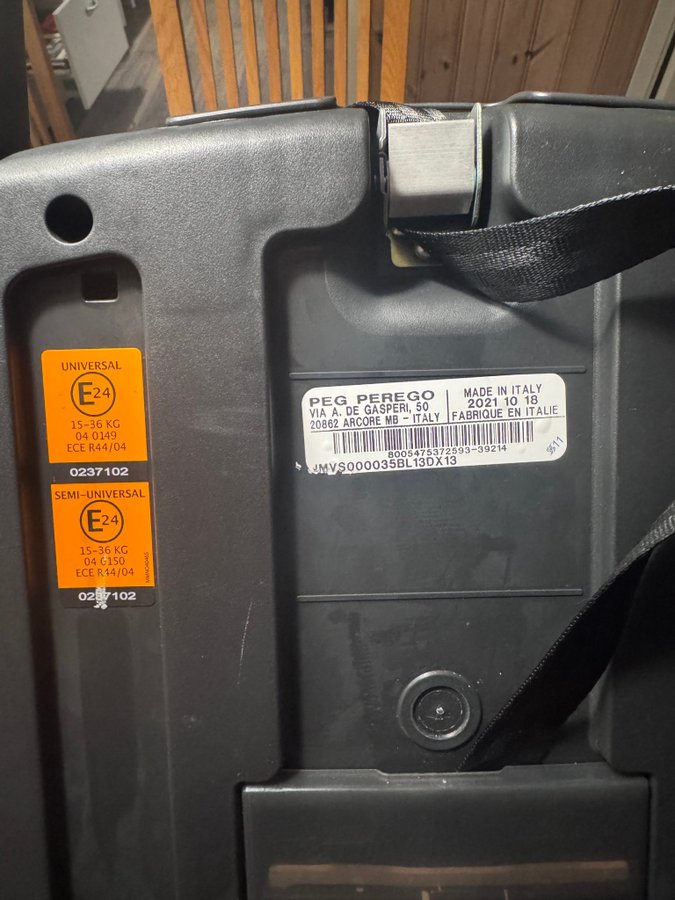 UNIVERSAL
E24
15-36 KG
04 0149
ECE R44/04
0237102
SEMI-UNIVERSAL
E24
15-36 KG
04 0150
ECE R44/04
0237102
PEG PEREGO
VIA A. DE GASPERI, 50
20862 ARCORE MB - ITALY
MADE IN ITALY
2021 10 18
FABRIQUE EN ITALIE
8005475372593-39214
JMVS000035BL13DX13